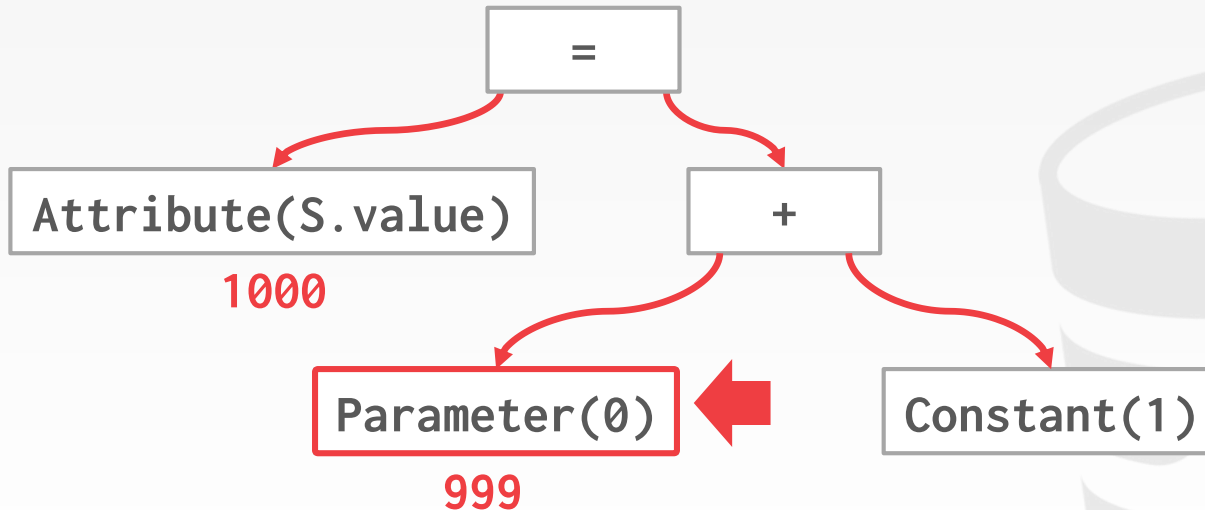 =
Attribute(S.value)
+
1000
Parameter(0)
Constant(1)
999